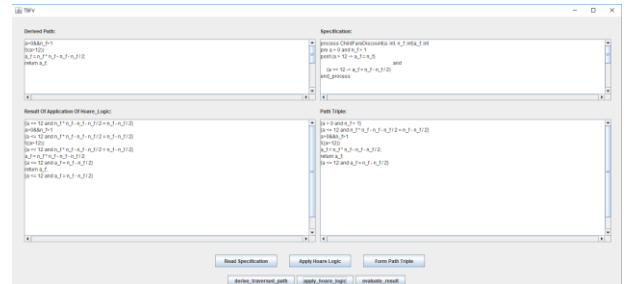 TBFV
Derived Path:
a>0&&n_f>1
!(a>12))
a_f = n_f * n_f - n_f - n_f / 2;
return a_f;
Specification:
process ChildFareDiscount(a: int, n_f: int)a_f: int
pre a > 0 and n_f > 1
post (a > 12 -> a_f = n_f)
and
(a <= 12 -> a_f = n_f - n_f / 2)
end_process
Result Of Application Of Hoare_Logic:
(a <= 12 and n_f * n_f - n_f - n_f / 2 = n_f - n_f / 2)
a>0&&n_f>1
(a <= 12 and n_f * n_f - n_f - n_f / 2 = n_f - n_f / 2)
!(a>12))
(a <= 12 and n_f * n_f - n_f - n_f / 2 = n_f - n_f / 2)
a_f = n_f * n_f - n_f - n_f / 2;
(a <= 12 and a_f = n_f - n_f / 2)
return a_f;
(a <= 12 and a_f = n_f - n_f / 2)
Path Triple:
(a > 0 and n_f > 1)
(a <= 12 and n_f * n_f - n_f - n_f / 2 = n_f - n_f / 2)
a>0&&n_f>1
!(a>12))
a_f = n_f * n_f - n_f - n_f / 2;
return a_f;
(a <= 12 and a_f = n_f - n_f / 2)
Read Specification
Apply Hoare Logic
Form Path Triple
derive_traversed_path
apply_hoare_logic
evaluate_result